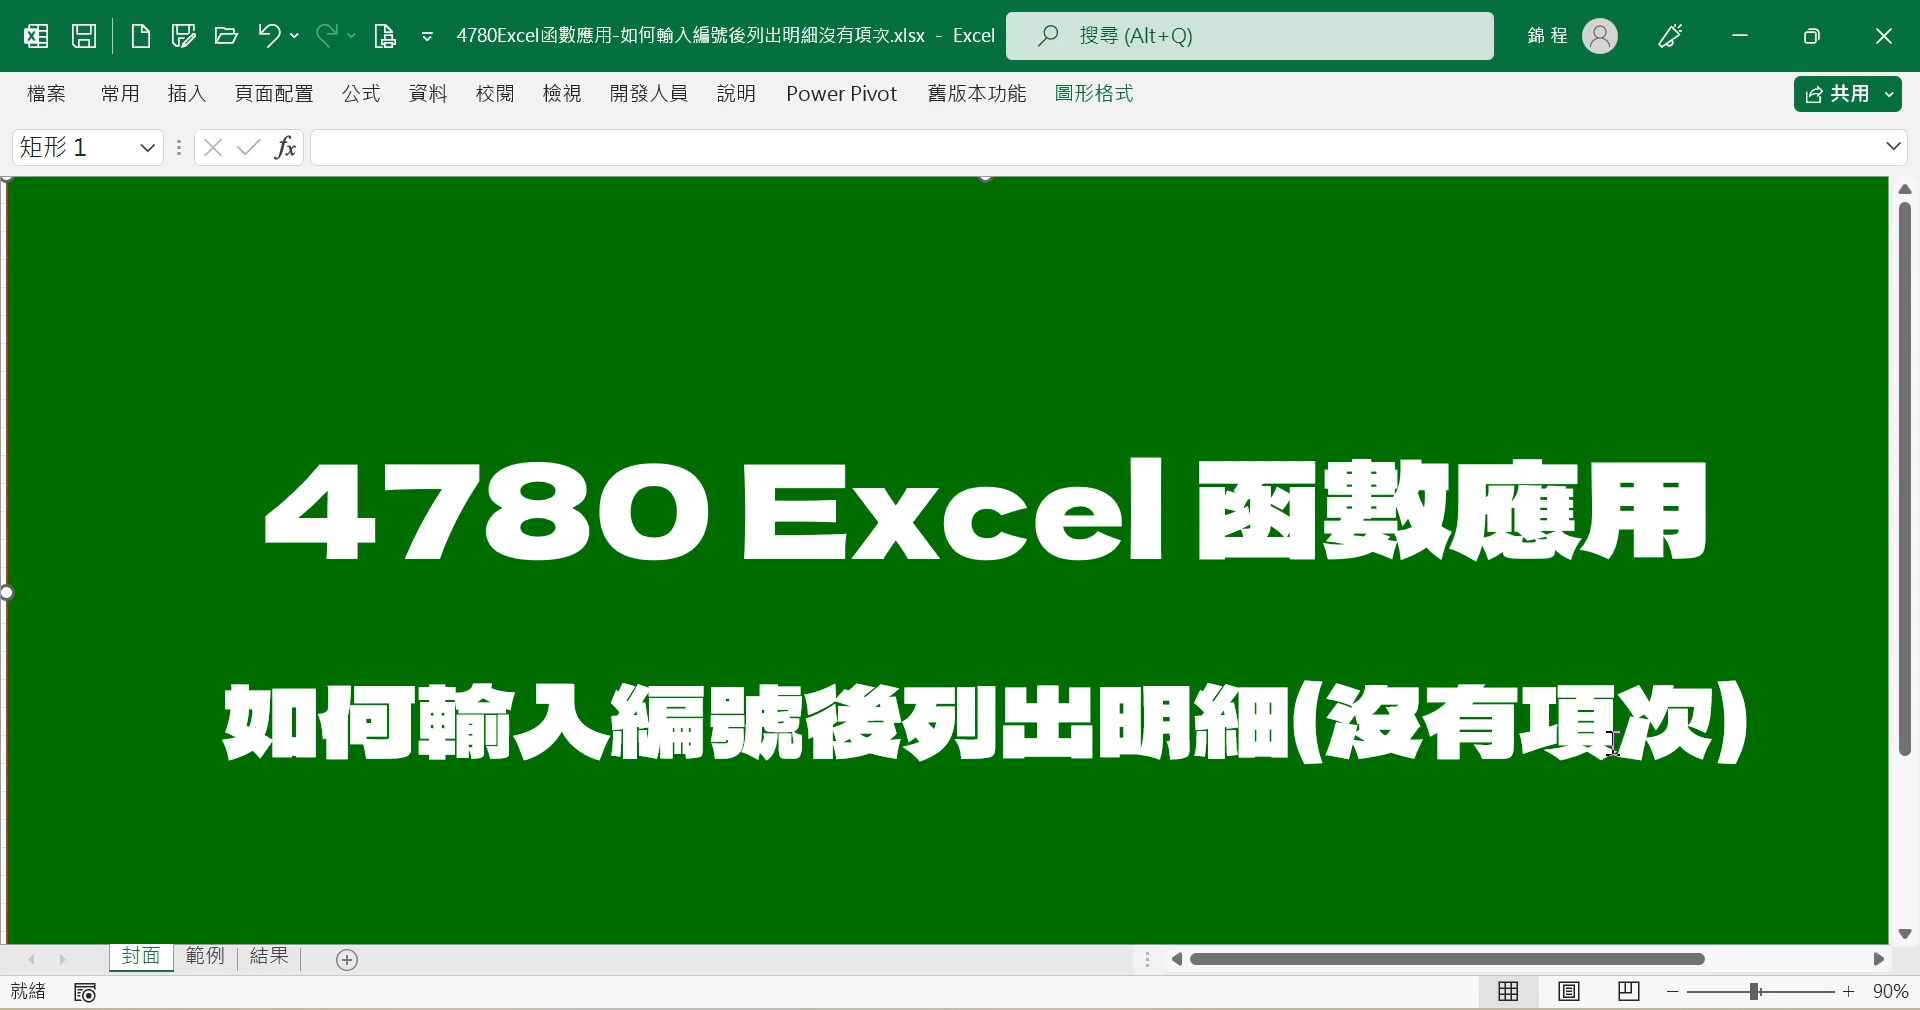 4780Excel函數應用-如何輸入編號後列出明細沒有項次.xlsx - Excel
搜尋 (Alt+Q)
錦 程
檔案 常用 插入 頁面配置 公式 資料 校閱 檢視 開發人員 說明 Power Pivot 舊版本功能 圖形格式
共用
矩形 1
fx
4780 Excel 函數應用
如何輸入編號後列出明細(沒有項次)
封面 範例 結果
就緒
90%